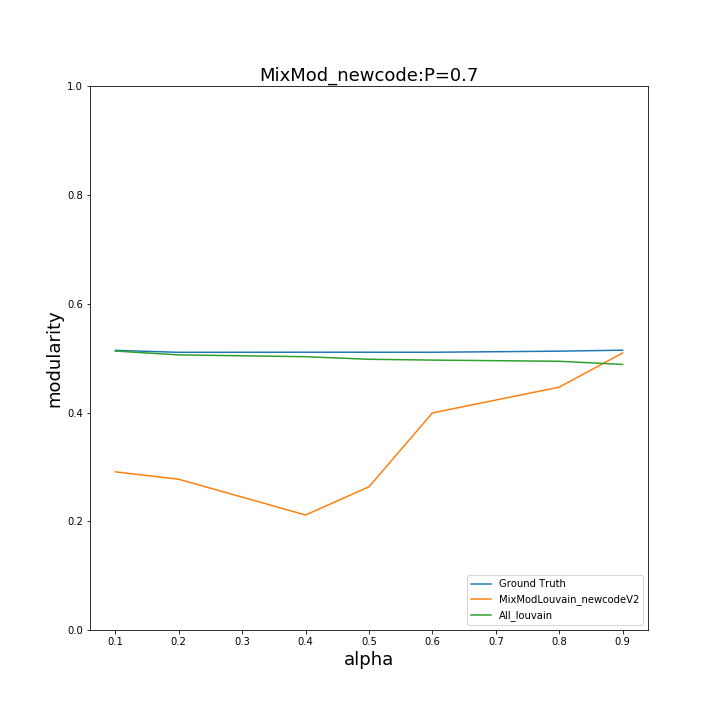 MixMod_newcode:P=0.7
1.0
0.8
0.6
0.4
0.2
0.0
modularity
0.1 0.2 0.3 0.4 0.5 0.6 0.7 0.8 0.9
alpha
Ground Truth
MixModLouvain_newcodeV2
All_louvain